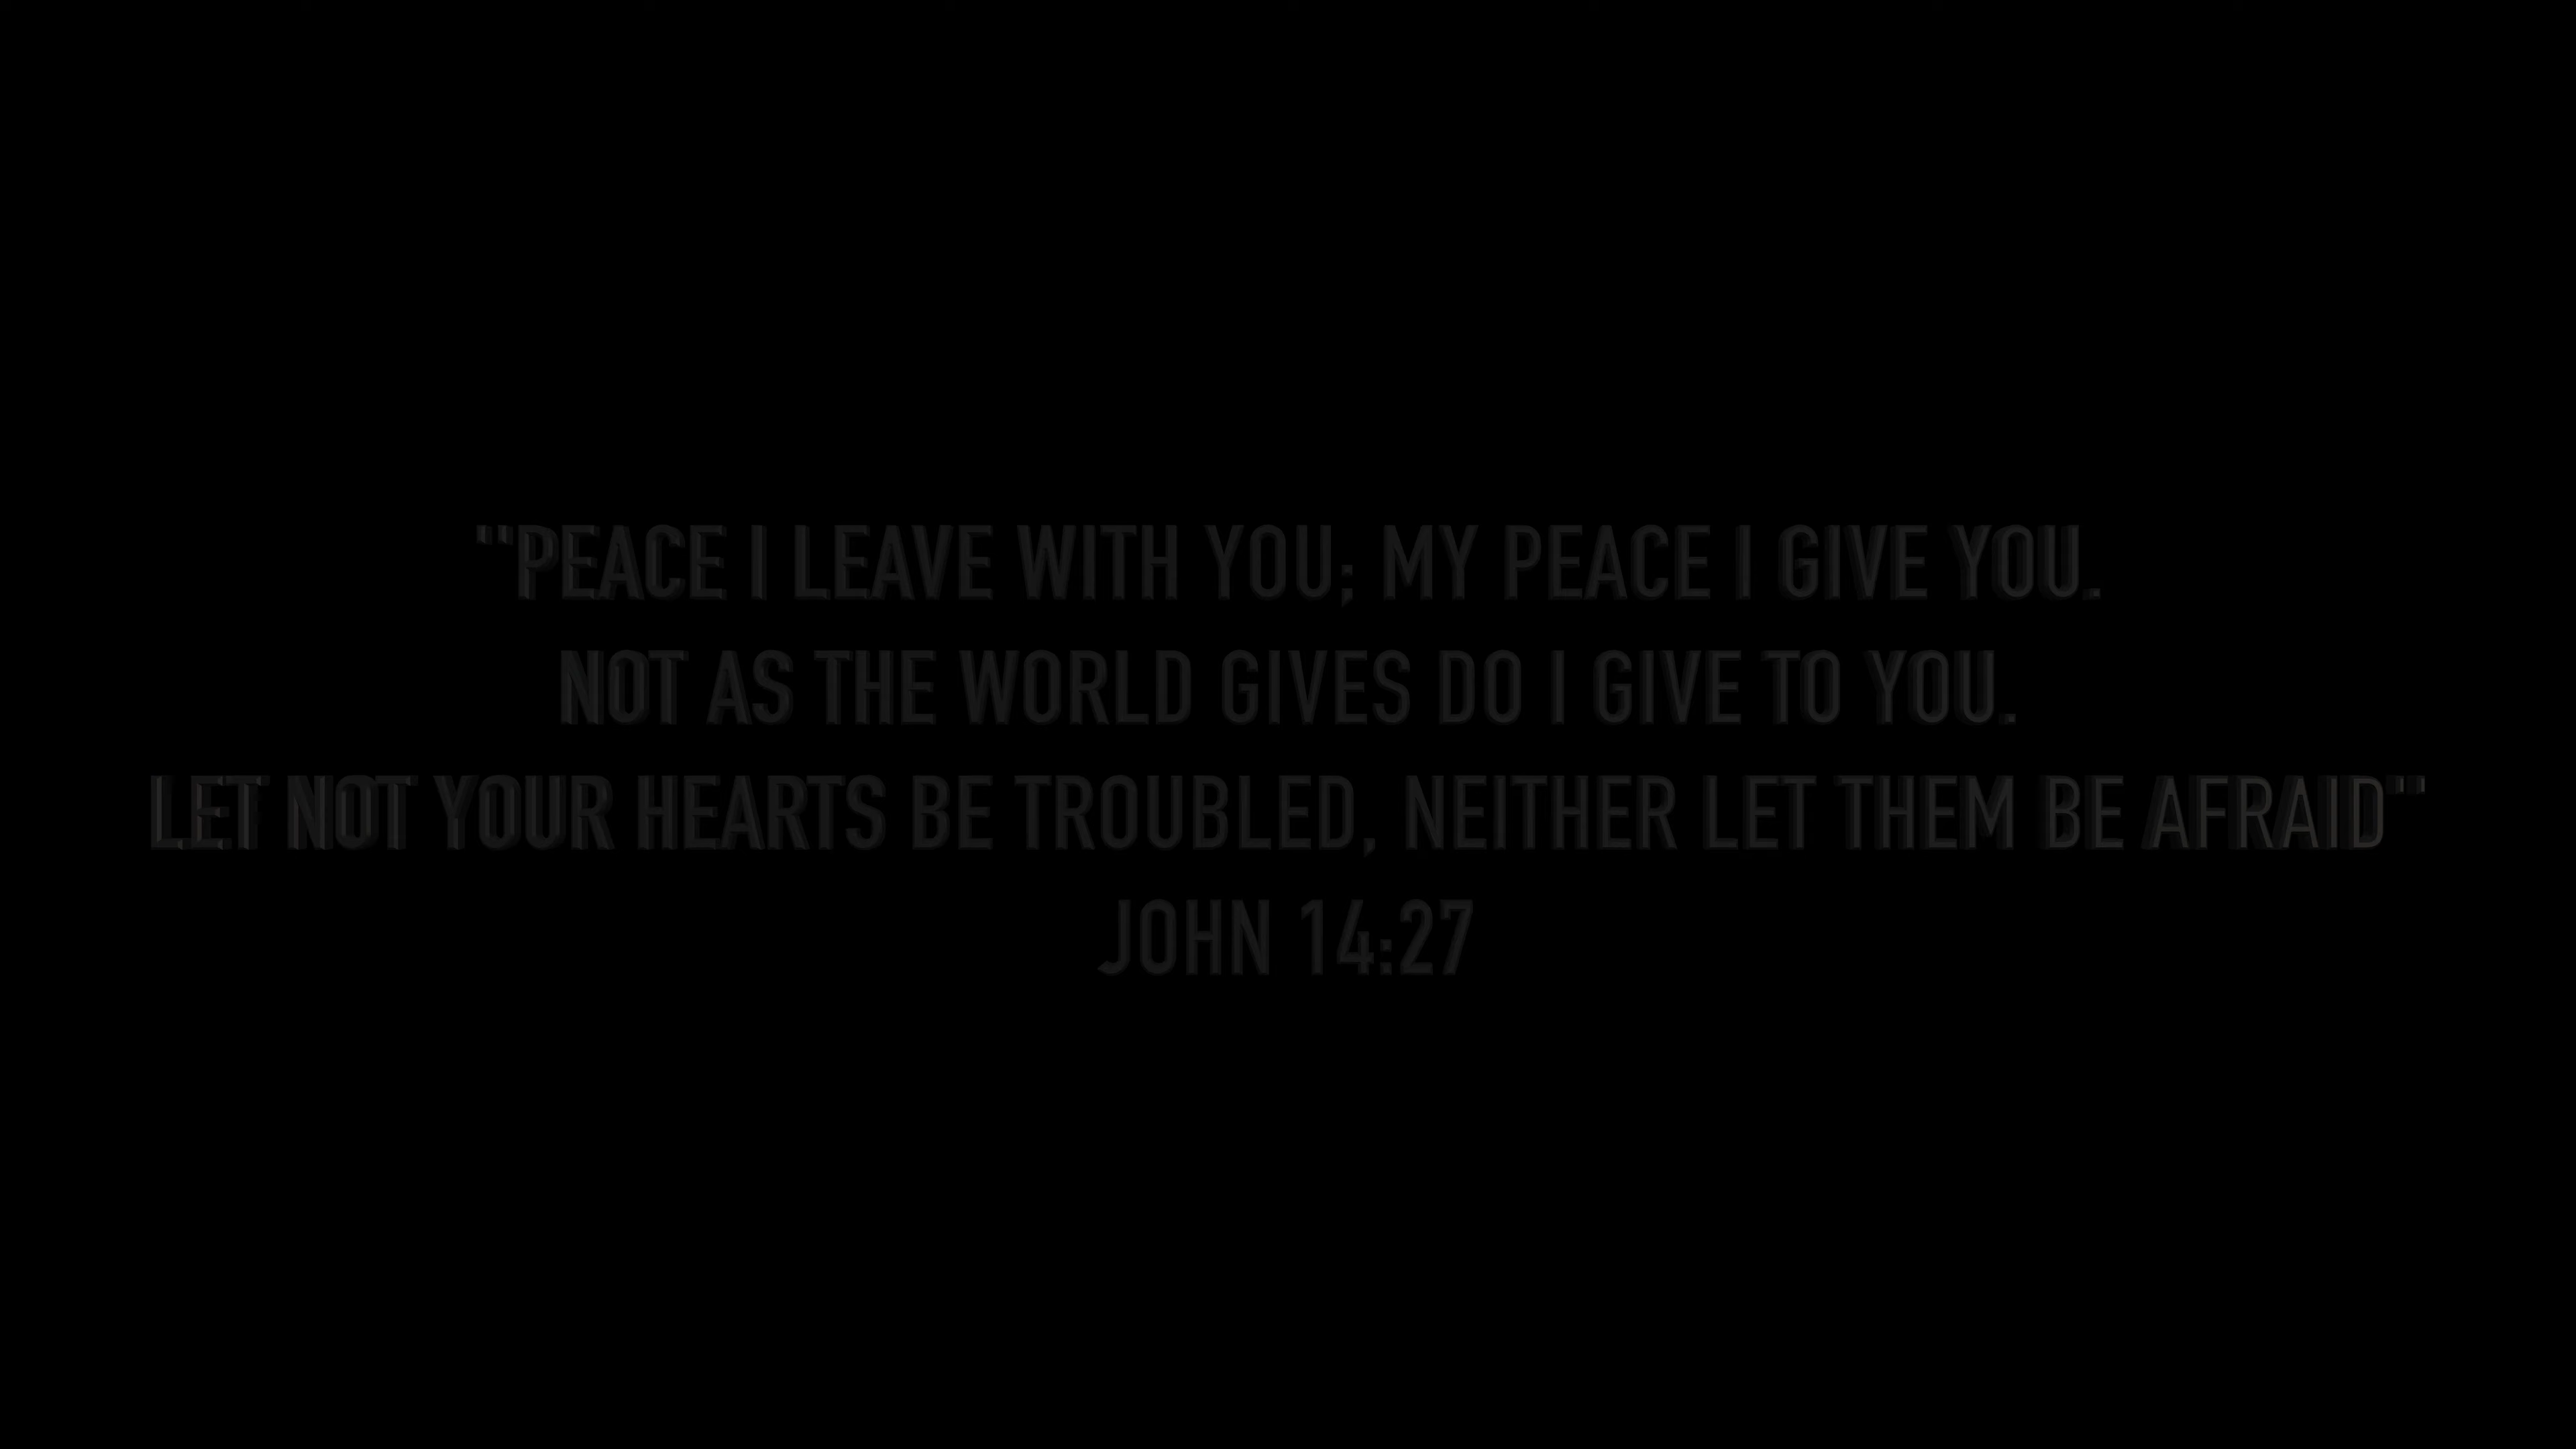 "PEACE I LEAVE WITH YOU; MY PEACE I GIVE YOU.
NOT AS THE WORLD GIVES DO I GIVE TO YOU.
LET NOT YOUR HEARTS BE TROUBLED, NEITHER LET THEM BE AFRAID"
JOHN 14:27